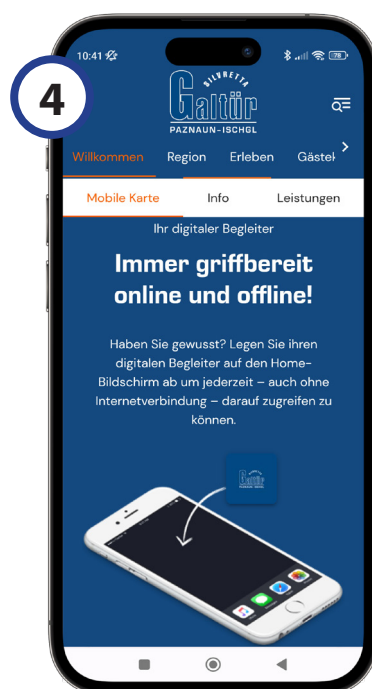 4
10:41
SILVRETTA
Galtür
PAZNAUN-ISCHGL
Willkommen Region Erleben Gästek
Mobile Karte Info Leistungen
Ihr digitaler Begleiter
Immer griffbereit
online und offline!
Haben Sie gewusst? Legen Sie ihren
digitalen Begleiter auf den Home-
Bildschirm ab um jederzeit – auch ohne
Internetverbindung – darauf zugreifen zu
können.
Galtür